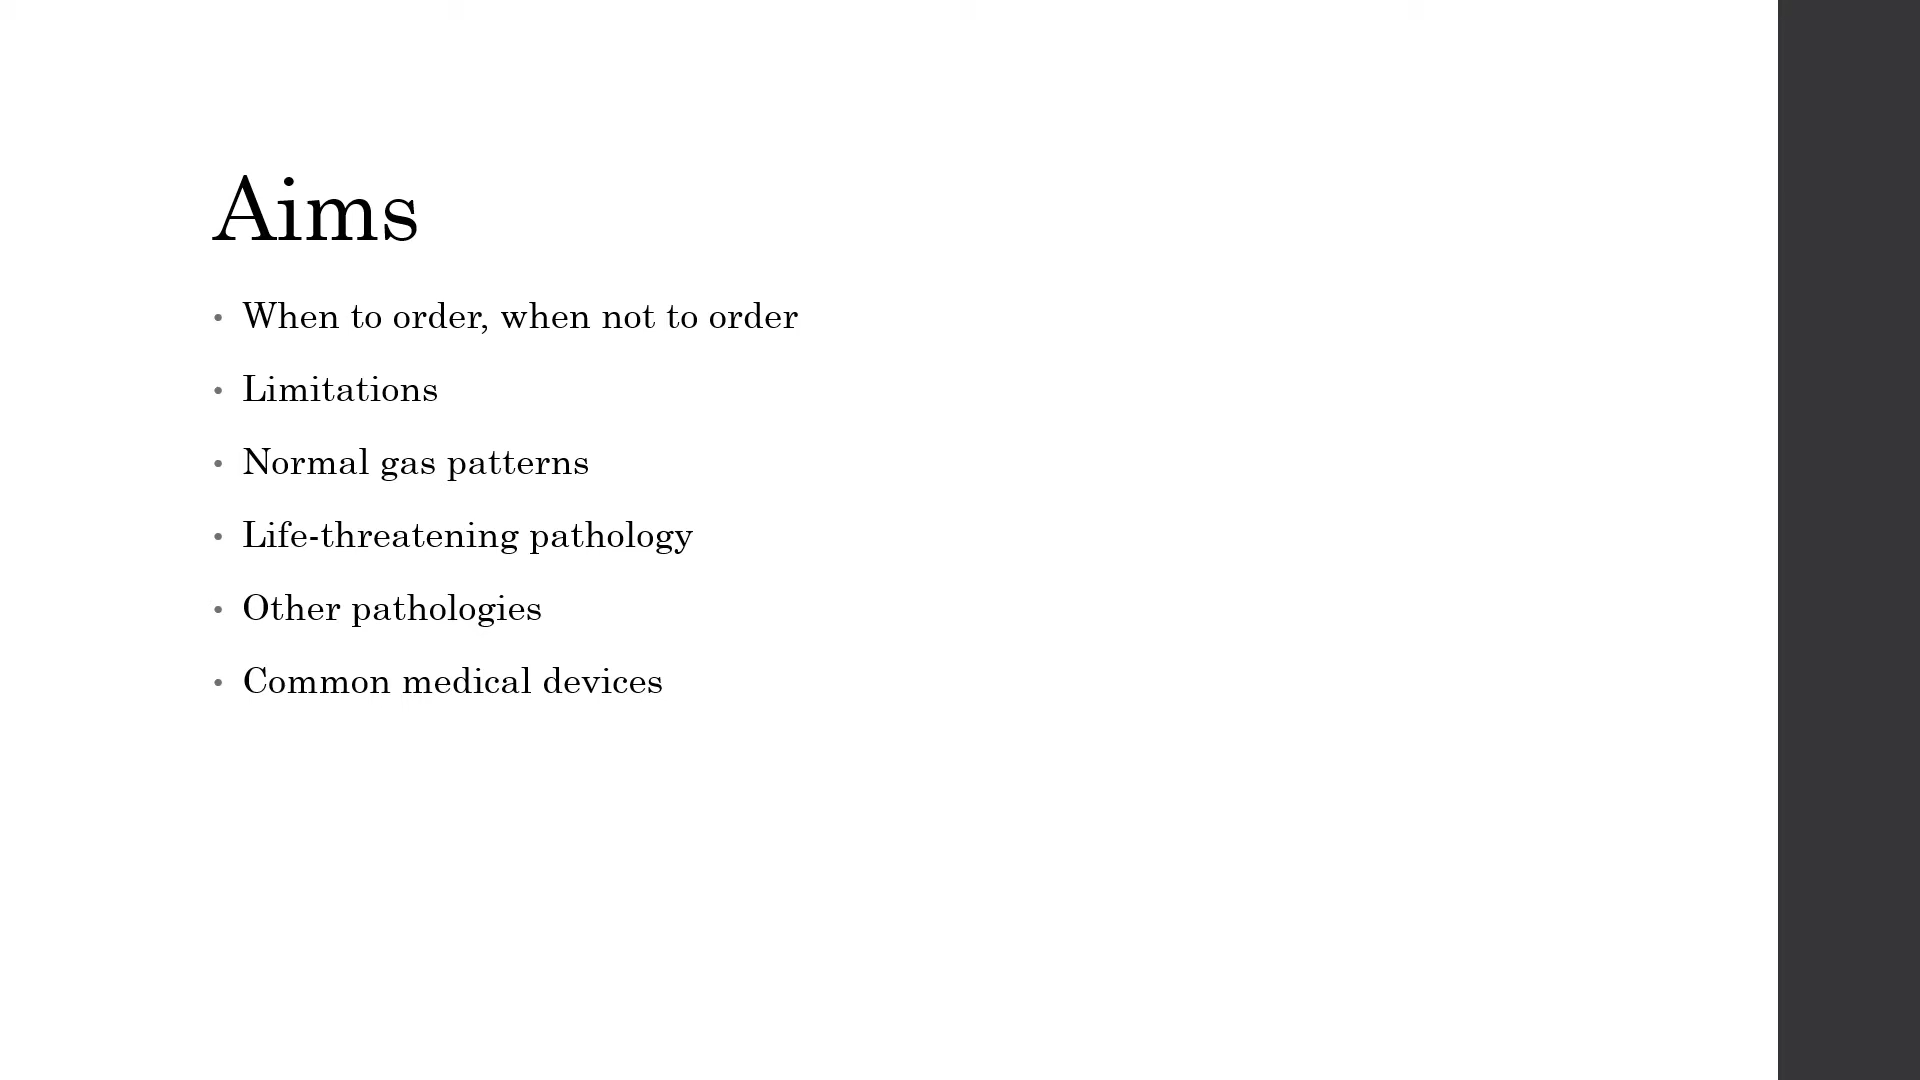 Aims
• When to order, when not to order
• Limitations
• Normal gas patterns
• Life-threatening pathology
• Other pathologies
• Common medical devices